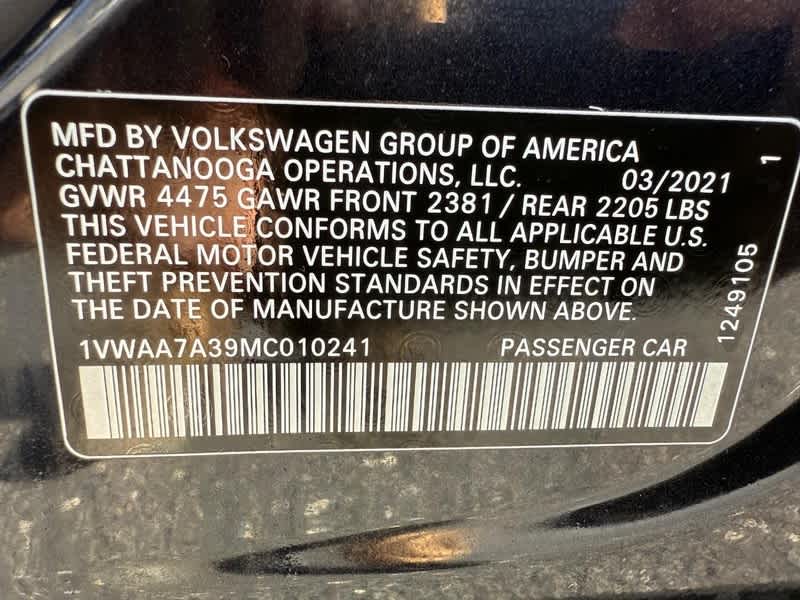 MFD BY VOLKSWAGEN GROUP OF AMERICA
CHATTANOOGA OPERATIONS, LLC. 03/2021
GVWR 4475 GAWR FRONT 2381 / REAR 2205 LBS
THIS VEHICLE CONFORMS TO ALL APPLICABLE U.S.
FEDERAL MOTOR VEHICLE SAFETY, BUMPER AND
THEFT PREVENTION STANDARDS IN EFFECT ON
THE DATE OF MANUFACTURE SHOWN ABOVE.
1VWAA7A39MC010241 PASSENGER CAR
1249105 1